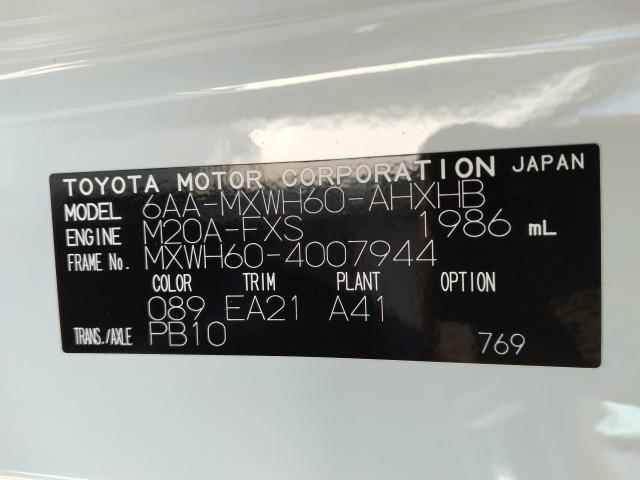 TOYOTA MOTOR CORPORATION JAPAN
MODEL 6AA-MXWH60-AHXHB
ENGINE M20A-FXS 1986 mL
FRAME No. MXWH60-4007944
COLOR TRIM PLANT OPTION
089 EA21 A41
TRANS./AXLE PB10 769